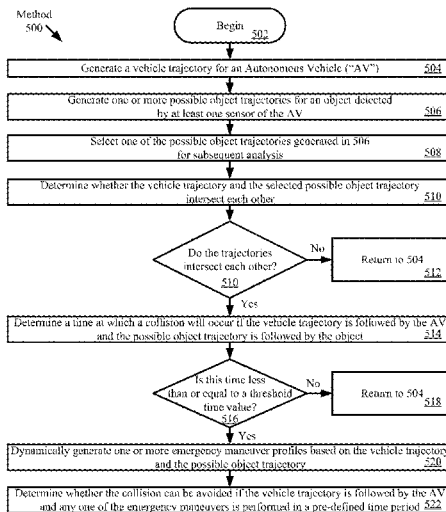 Method
500
Begin
502
Generate a vehicle trajectory for an Autonomous Vehicle ("AV")
504
Generate one or more possible object trajectories for an object detected
by at least one sensor of the AV
506
Select one of the possible object trajectories generated in 506
for subsequent analysis
508
Determine whether the vehicle trajectory and the selected possible object trajectory
intersect each other
510
Do the trajectories
intersect each other?
510
No
Return to 504
512
Yes
Determine a time at which a collision will occur if the vehicle trajectory is followed by the AV
and the possible object trajectory is followed by the object
514
Is this time less
than or equal to a threshold
time value?
516
No
Return to 504
518
Yes
Dynamically generate one or more emergency maneuver profiles based on the vehicle trajectory
and the possible object trajectory
520
Determine whether the collision can be avoided if the vehicle trajectory is followed by the AV
and any one of the emergency maneuvers is performed in a pre-defined time period
522